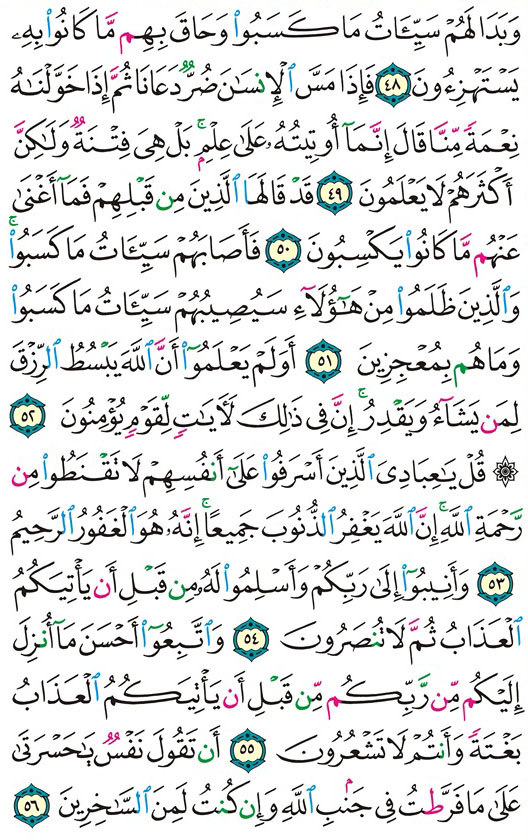 وَبَدَا لَهُمْ سَيِّـَٔاتُ مَا كَسَبُوا۟ وَحَاقَ بِهِم مَّا كَانُوا۟ بِهِۦ
يَسْتَهْزِءُونَ ٤٨ فَإِذَا مَسَّ ٱلْإِنسَـٰنَ ضُرٌّ دَعَانَا ثُمَّ إِذَا خَوَّلْنَـٰهُ
نِعْمَةً مِّنَّا قَالَ إِنَّمَآ أُوتِيتُهُۥ عَلَىٰ عِلْمٍۭ ۚ بَلْ هِىَ فِتْنَةٌ وَلَـٰكِنَّ
أَكْثَرَهُمْ لَا يَعْلَمُونَ ٤٩ قَدْ قَالَهَا ٱلَّذِينَ مِن قَبْلِهِمْ فَمَآ أَغْنَىٰ
عَنْهُم مَّا كَانُوا۟ يَكْسِبُونَ ٥٠ فَأَصَابَهُمْ سَيِّـَٔاتُ مَا كَسَبُوا۟ ۚ
وَٱلَّذِينَ ظَلَمُوا۟ مِنْ هَـٰٓؤُلَآءِ سَيُصِيبُهُمْ سَيِّـَٔاتُ مَا كَسَبُوا۟
وَمَا هُم بِمُعْجِزِينَ ٥١ أَوَلَمْ يَعْلَمُوٓا۟ أَنَّ ٱللَّهَ يَبْسُطُ ٱلرِّزْقَ
لِمَن يَشَآءُ وَيَقْدِرُ ۚ إِنَّ فِى ذَٰلِكَ لَـَٔايَـٰتٍ لِّقَوْمٍ يُؤْمِنُونَ ٥٢
۞ قُلْ يَـٰعِبَادِىَ ٱلَّذِينَ أَسْرَفُوا۟ عَلَىٰٓ أَنفُسِهِمْ لَا تَقْنَطُوا۟ مِن
رَّحْمَةِ ٱللَّهِ ۚ إِنَّ ٱللَّهَ يَغْفِرُ ٱلذُّنُوبَ جَمِيعًا ۚ إِنَّهُۥ هُوَ ٱلْغَفُورُ ٱلرَّحِيمُ
٥٣ وَأَنِيبُوٓا۟ إِلَىٰ رَبِّكُمْ وَأَسْلِمُوا۟ لَهُۥ مِن قَبْلِ أَن يَأْتِيَكُمُ
ٱلْعَذَابُ ثُمَّ لَا تُنصَرُونَ ٥٤ وَٱتَّبِعُوٓا۟ أَحْسَنَ مَآ أُنزِلَ
إِلَيْكُم مِّن رَّبِّكُم مِّن قَبْلِ أَن يَأْتِيَكُمُ ٱلْعَذَابُ
بَغْتَةً وَأَنتُمْ لَا تَشْعُرُونَ ٥٥ أَن تَقُولَ نَفْسٌ يَـٰحَسْرَتَىٰ
عَلَىٰ مَا فَرَّطتُ فِى جَنۢبِ ٱللَّهِ وَإِن كُنتُ لَمِنَ ٱلسَّـٰخِرِينَ ٥٦